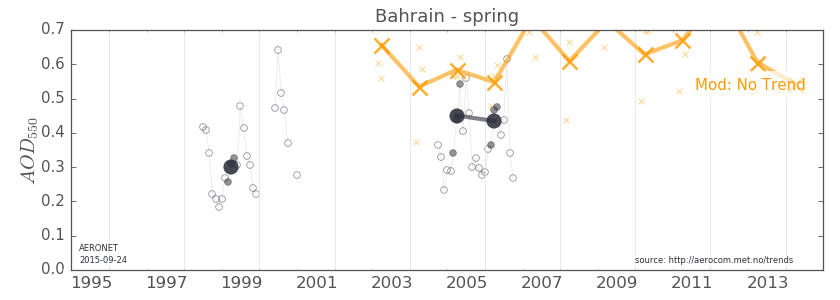 Bahrain - spring
0.7
0.6
0.5
0.4
0.3
0.2
0.1
0.0
AOD550
Mod: No Trend
AERONET
2015-09-24
source: http://aerocom.met.no/trends
1995 1997 1999 2001 2003 2005 2007 2009 2011 2013